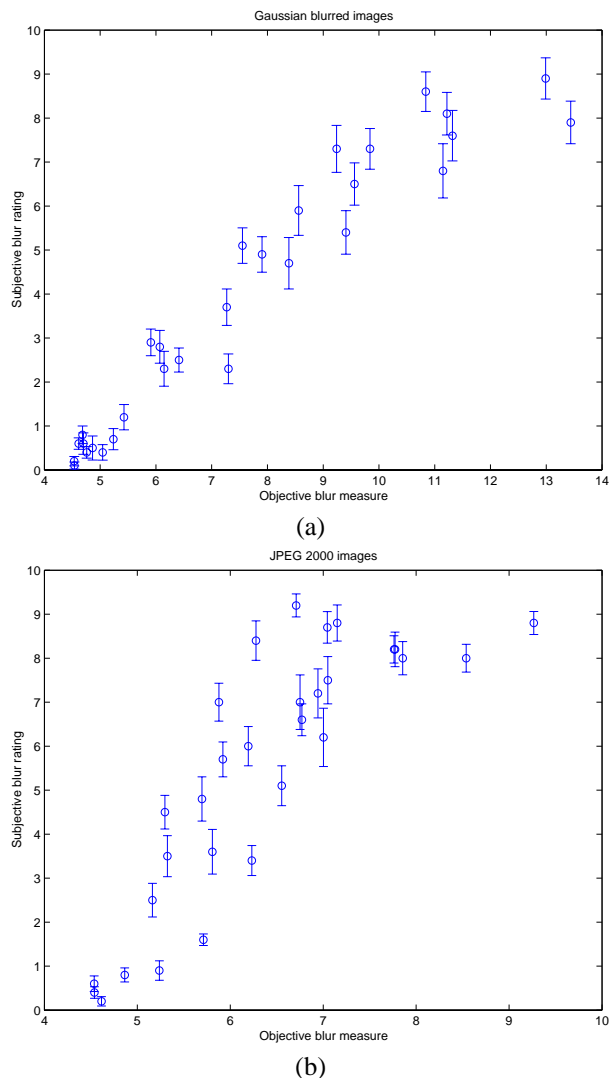 Gaussian blurred images
10
9
8
7
6
5
4
3
2
1
0
Subjective blur rating
4 5 6 7 8 9 10 11 12 13 14
Objective blur measure
(a)
JPEG 2000 images
10
9
8
7
6
5
4
3
2
1
0
Subjective blur rating
4 5 6 7 8 9 10
Objective blur measure
(b)